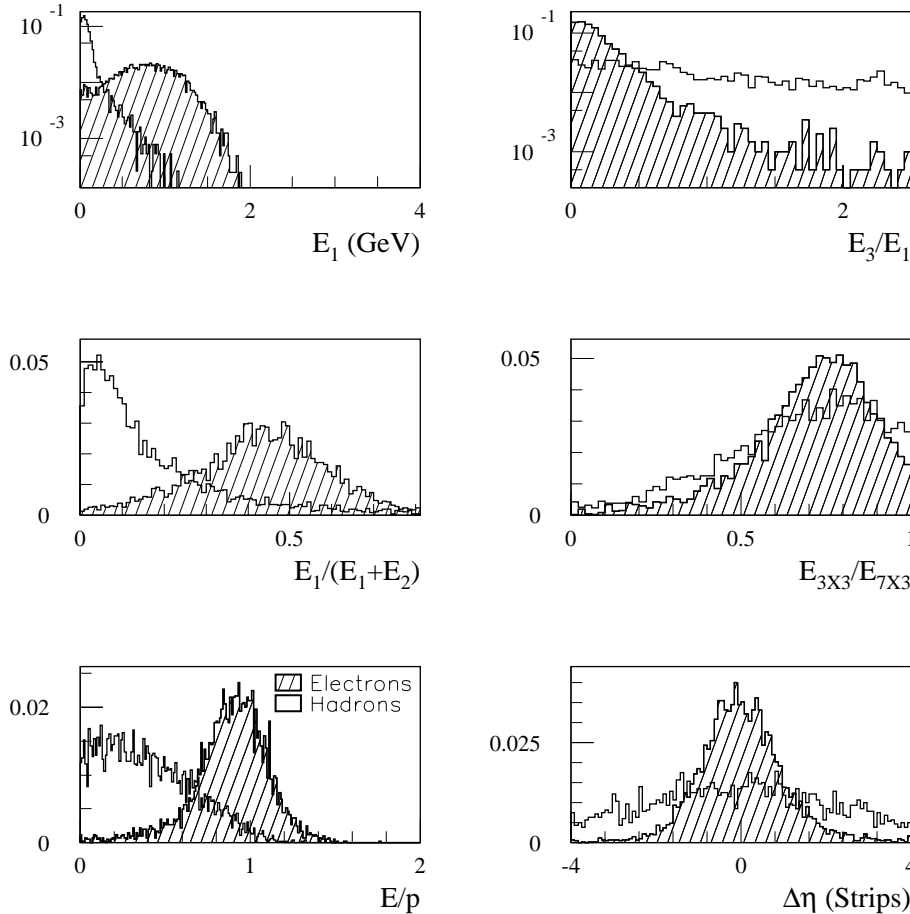 10 -1
10 -3
0 2 4
E1 (GeV)
10 -1
10 -3
0 2
E3/E1
0.05
0
0 0.5
E1/(E1+E2)
0.05
0
0 0.5 1
E3X3/E7X3
0.02
0
Electrons
Hadrons
0 1 2
E/p
0.025
0
-4 0 4
Δη (Strips)